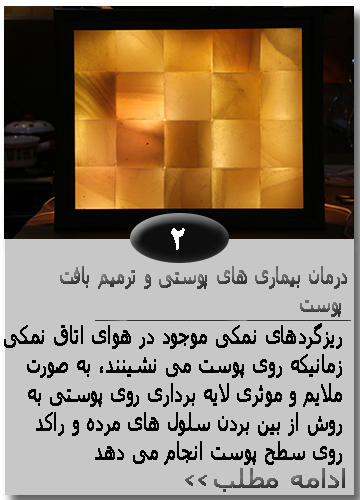 ۲
درمان بیماری های پوستی و ترمیم بافت
پوست
ریزگردهای نمکی موجود در هوای اتاق نمکی
زمانیکه روی پوست می نشینند، به صورت
ملایم و موثری لایه برداری روی پوستی به
روش از بین بردن سلول های مرده و راکد
روی سطح پوست انجام می دهد
ادامه مطلب>>